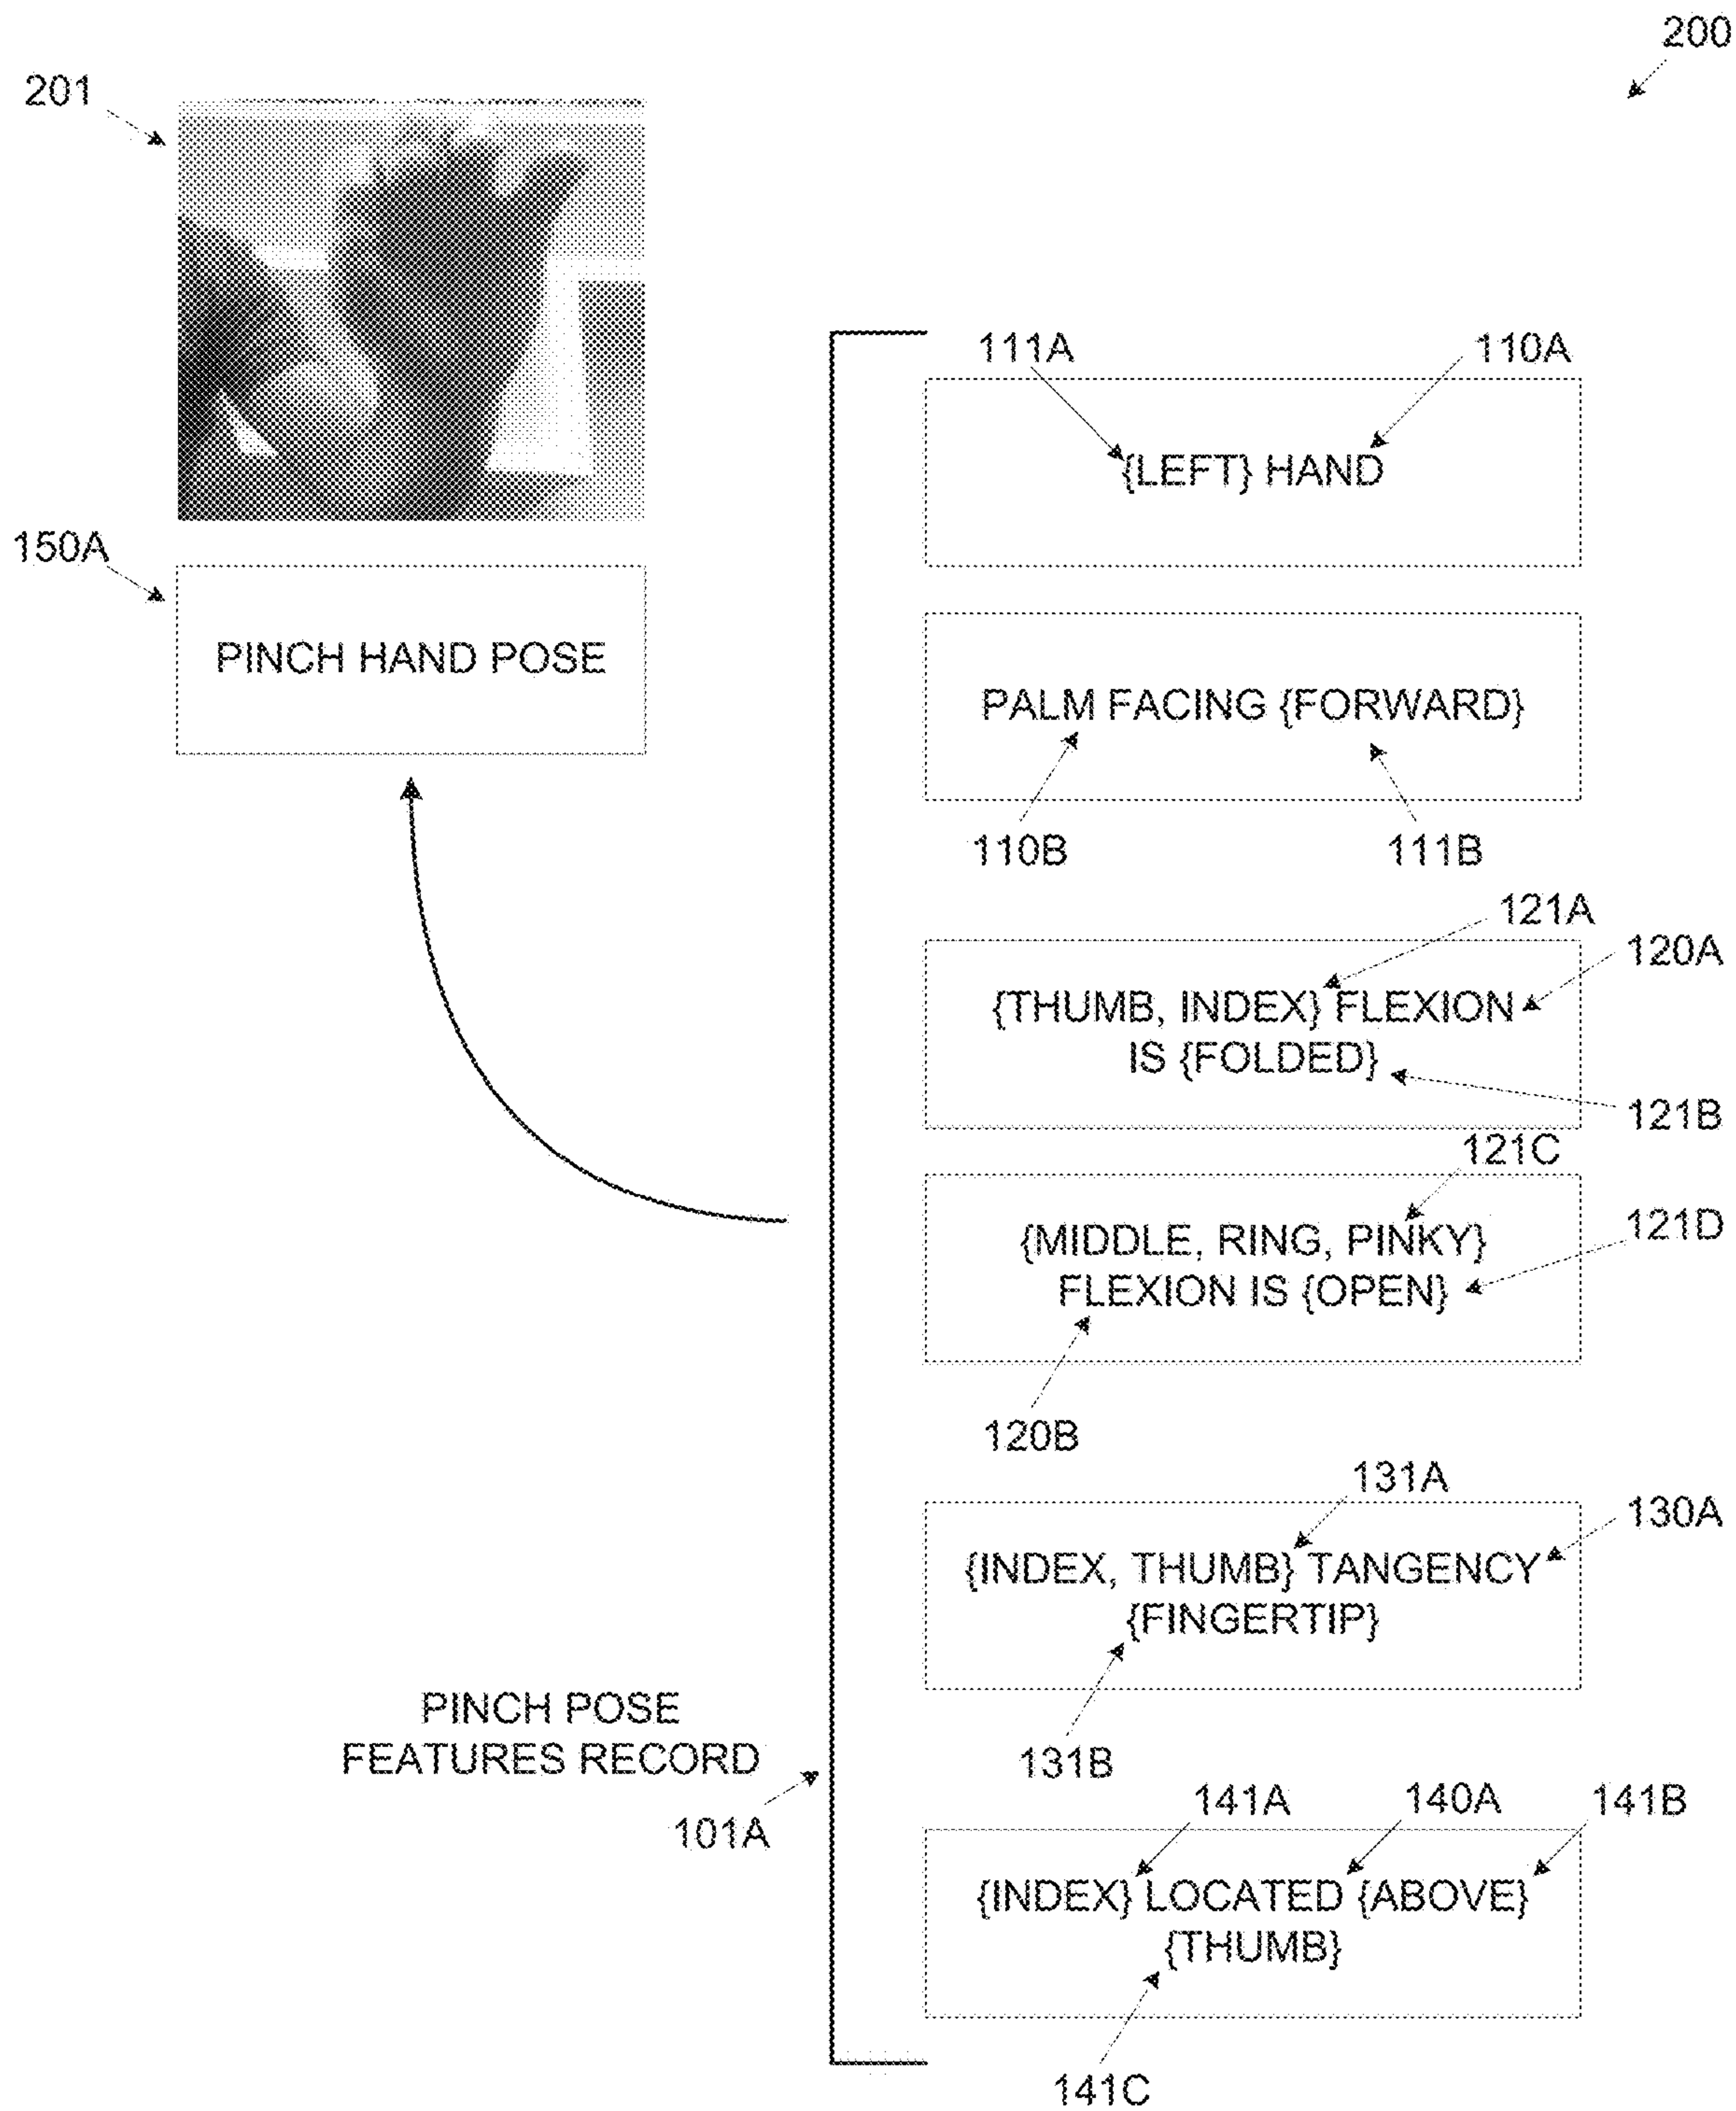 200
201
111A
110A
{LEFT} HAND
150A
PINCH HAND POSE
PALM FACING {FORWARD}
110B
111B
121A
120A
{THUMB, INDEX} FLEXION
IS {FOLDED}
121B
121C
121D
{MIDDLE, RING, PINKY}
FLEXION IS {OPEN}
120B
131A
130A
{INDEX, THUMB} TANGENCY
{FINGERTIP}
131B
PINCH POSE
FEATURES RECORD
101A
141A
140A
141B
{INDEX} LOCATED {ABOVE}
{THUMB}
141C